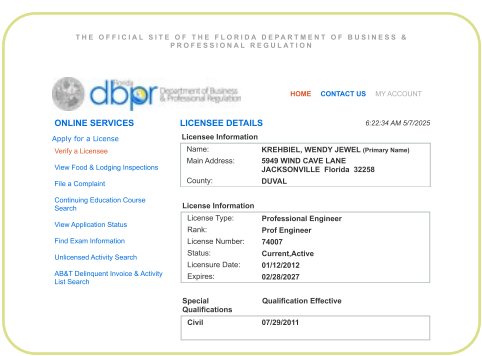 THE OFFICIAL SITE OF THE FLORIDA DEPARTMENT OF BUSINESS &
PROFESSIONAL REGULATION
Florida
dbpr Department of Business
& Professional Regulation
HOME CONTACT US MY ACCOUNT
ONLINE SERVICES
Apply for a License
Verify a Licensee
View Food & Lodging Inspections
File a Complaint
Continuing Education Course
Search
View Application Status
Find Exam Information
Unlicensed Activity Search
AB&T Delinquent Invoice & Activity
List Search
LICENSEE DETAILS 6:22:34 AM 5/7/2025
Licensee Information
Name: KREHBIEL, WENDY JEWEL (Primary Name)
Main Address: 5949 WIND CAVE LANE
JACKSONVILLE Florida 32258
County: DUVAL
License Information
License Type: Professional Engineer
Rank: Prof Engineer
License Number: 74007
Status: Current,Active
Licensure Date: 01/12/2012
Expires: 02/28/2027
Special Qualification Effective
Qualifications
Civil 07/29/2011